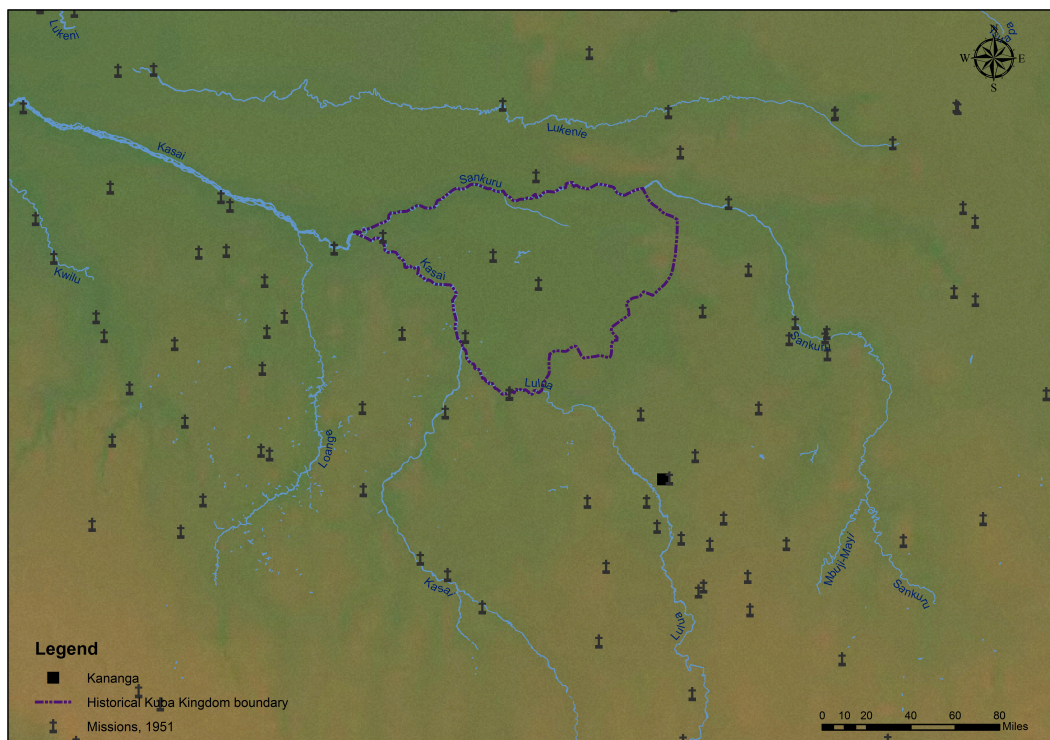 Lukeni
N
W E
S
Lukenie
Kasai
Sankuru
Kasai
Kwilu
Sankuru
Lulua
Loange
Mbuji-Mayi
Kasai
Sankuru
Lulua
Legend
Kananga
Historical Kuba Kingdom boundary
Missions, 1951
0 10 20 40 60 80
Miles